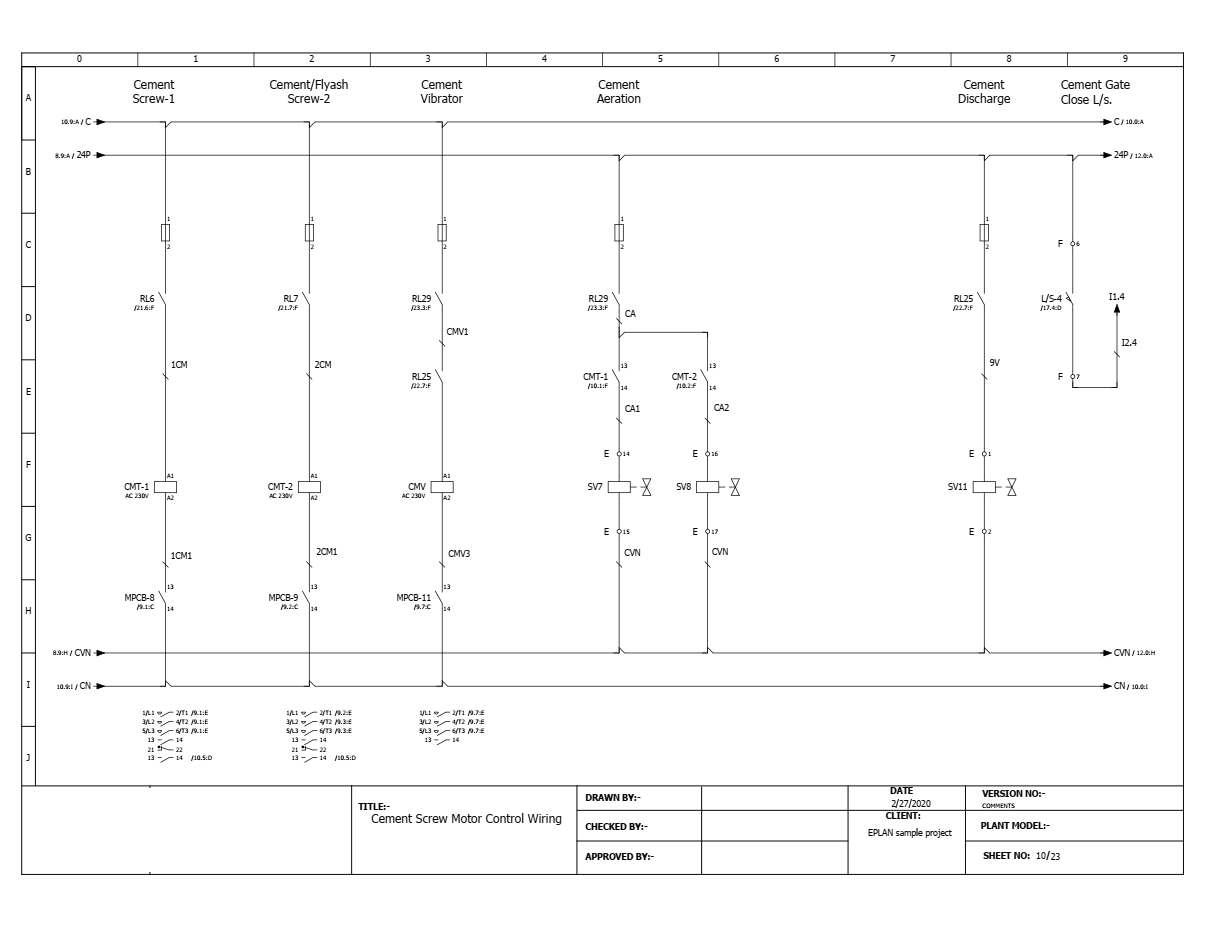 0 1 2 3 4 5 6 7 8 9
A
Cement
Screw-1
Cement/Flyash
Screw-2
Cement
Vibrator
Cement
Aeration
Cement
Discharge
Cement Gate
Close L/s.
10.9:A / C
C / 10.0:A
8.9:A / 24P
24P / 12.0:A
B
1 1 1 1 1
C
F 6
2 2 2 2 2
RL6
/21.6:F
RL7
/21.7:F
RL29
/23.3:F
RL29
/23.3:F
RL25
/22.7:F
L/S-4
/17.4:D
I1.4
CA
D
CMV1
I2.4
1CM
2CM
13
13
9V
RL25
/22.7:F
CMT-1
/10.1:F
14
CMT-2
/10.2:F
14
F 7
E
CA1
CA2
E 14
E 16
E 1
F
A1
A1
A1
CMT-1
AC 230V
A2
CMT-2
AC 230V
A2
CMV
AC 230V
A2
SV7
SV8
SV11
E 15
E 17
E 2
G
1CM1
2CM1
CMV3
CVN
CVN
13
13
13
MPCB-8
/9.1:C
14
MPCB-9
/9.2:C
14
MPCB-11
/9.7:C
14
H
8.9:H / CVN
CVN / 12.0:H
I
10.9:I / CN
CN / 10.0:I
1/L1 2/T1 /9.1:E
3/L2 4/T2 /9.1:E
5/L3 6/T3 /9.1:E
13 14
21 22
13 14 /10.5:D
1/L1 2/T1 /9.2:E
3/L2 4/T2 /9.3:E
5/L3 6/T3 /9.3:E
13 14
21 22
13 14 /10.5:D
1/L1 2/T1 /9.7:E
3/L2 4/T2 /9.7:E
5/L3 6/T3 /9.7:E
13 14
J
TITLE:-
Cement Screw Motor Control Wiring
DRAWN BY:-
CHECKED BY:-
APPROVED BY:-
DATE
2/27/2020
CLIENT:
EPLAN sample project
VERSION NO:-
COMMENTS
PLANT MODEL:-
SHEET NO: 10/23